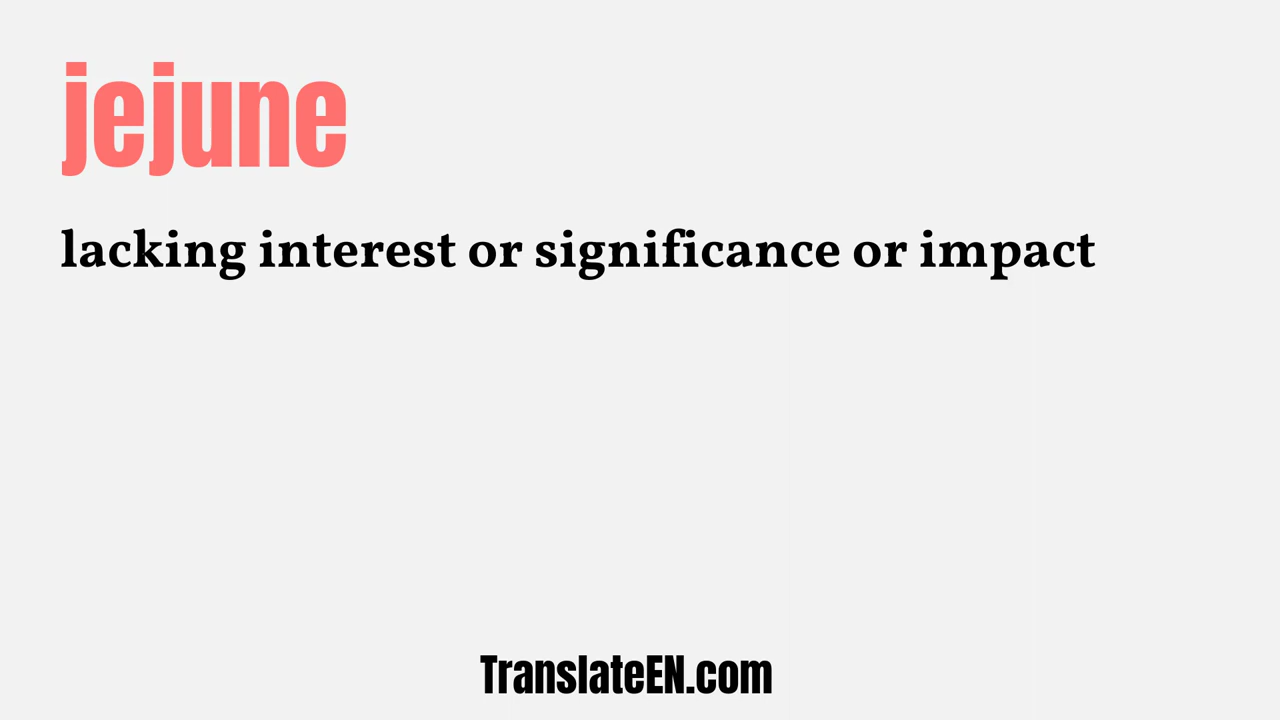 jejune
lacking interest or significance or impact
TranslateEN.com